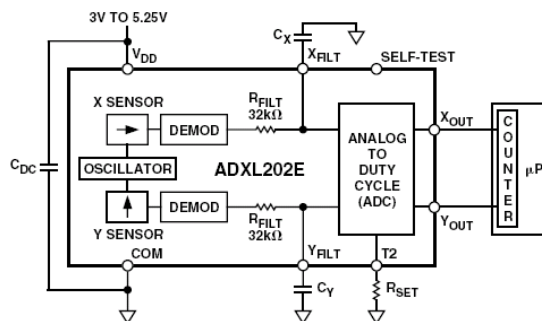 3V TO 5.25V
C_X
V_DD
X_FILT
SELF-TEST
X SENSOR
R_FILT
32kΩ
DEMOD
X_OUT
C_DC
OSCILLATOR
ADXL202E
ANALOG
TO
DUTY
CYCLE
(ADC)
COUNTER
μP
DEMOD
R_FILT
32kΩ
Y SENSOR
Y_OUT
COM
Y_FILT
T2
C_Y
R_SET